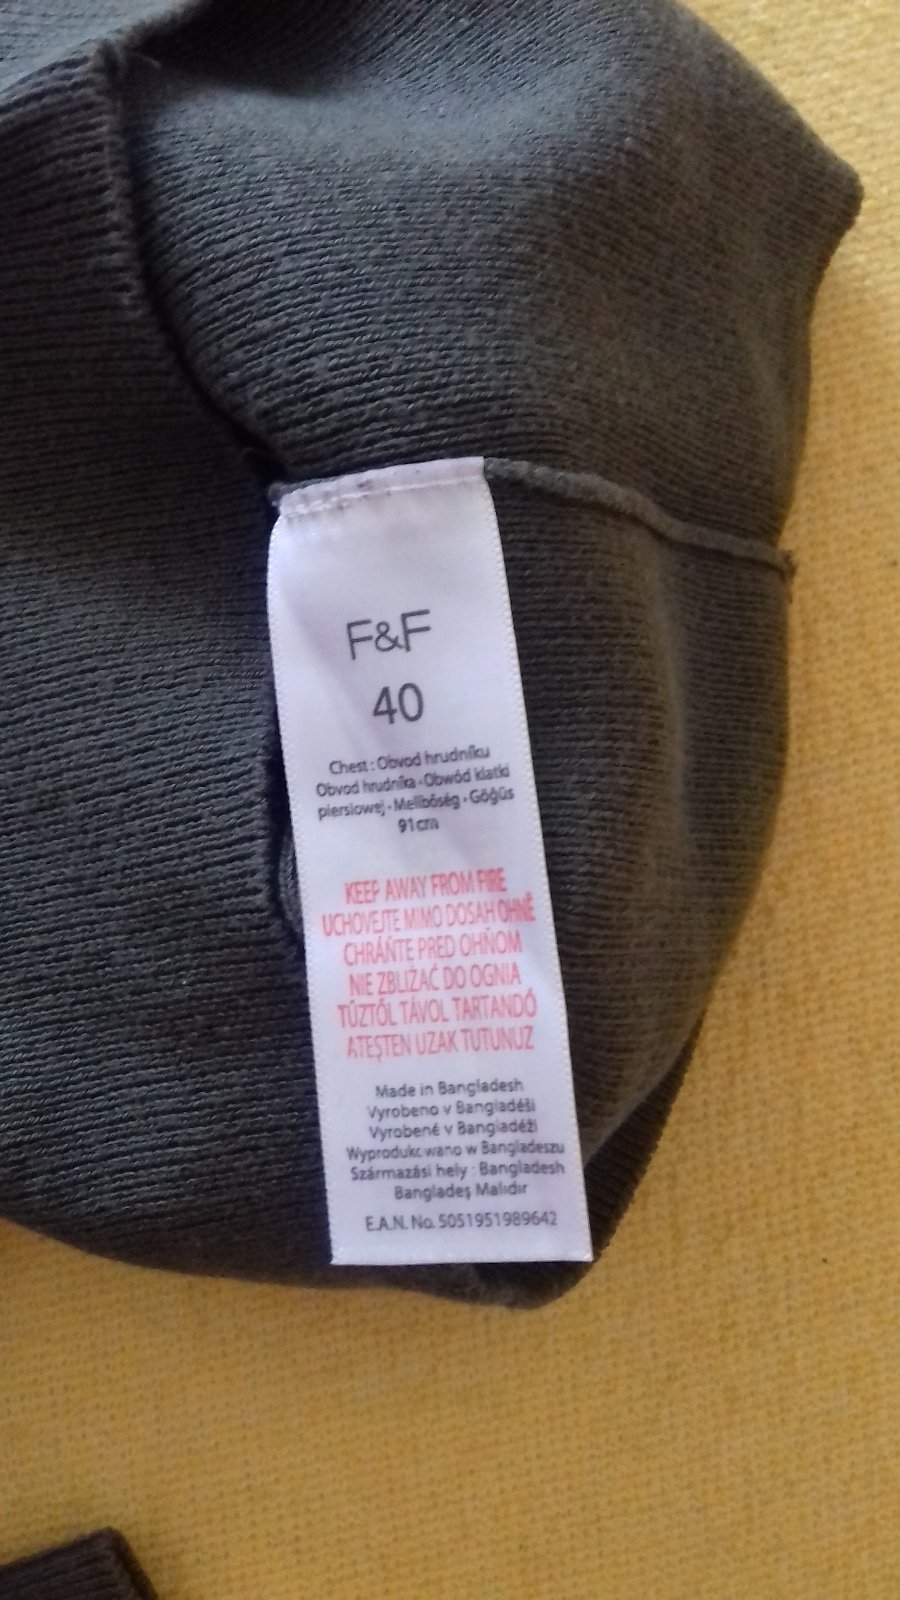 F&F
40
Chest : Obvod hrudníku
Obvod hrudníka · Obwód klatki
piersiowej · Mellbőség · Göğüs
91cm
KEEP AWAY FROM FIRE
UCHOVEJTE MIMO DOSAH OHNĚ
CHRÁŇTE PRED OHŇOM
NIE ZBLIŻAĆ DO OGNIA
TŰZTŐL TÁVOL TARTANDÓ
ATEŞTEN UZAK TUTUNUZ
Made in Bangladesh
Vyrobeno v Bangladéši
Vyrobené v Bangladéži
Wyprodukowano w Bangladeszu
Származási hely : Bangladesh
Bangladeş Malıdır
E.A.N. No. 5051951989642